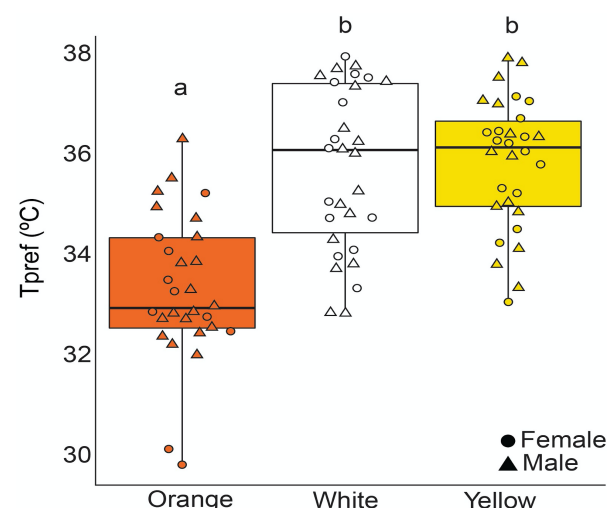 b
b
a
38
36
34
32
30
Tpref (ºC)
Female
Male
Orange
White
Yellow